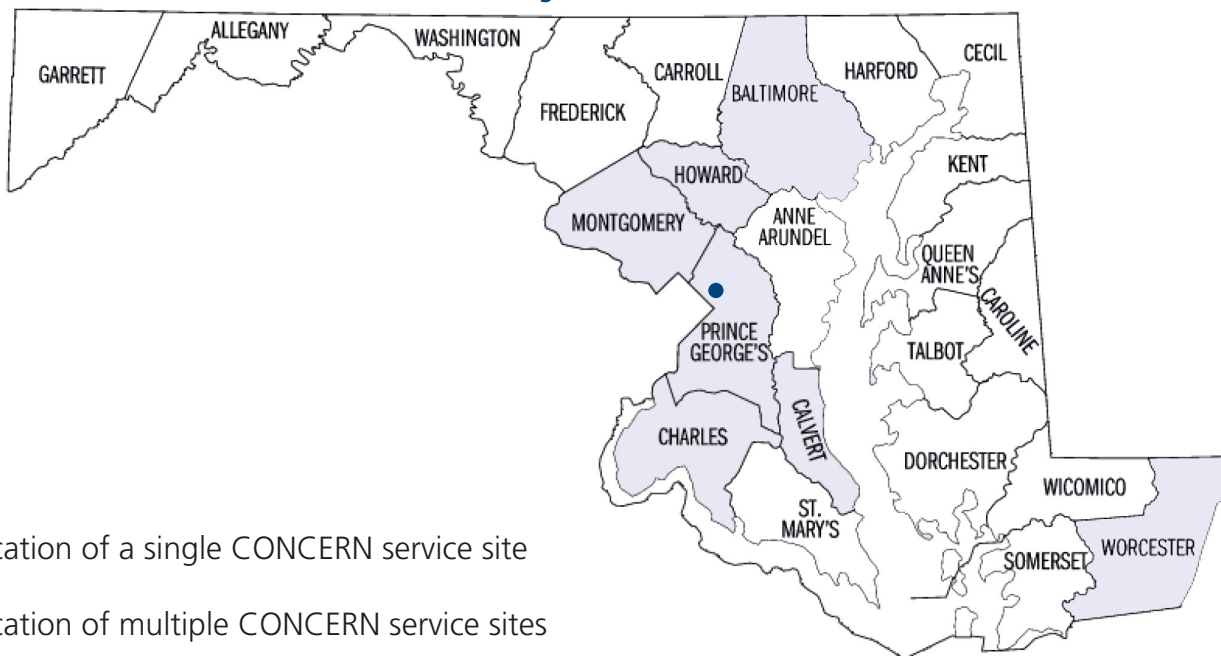 ALLEGANY
WASHINGTON
GARRETT
CARROLL
HARFORD
CECIL
BALTIMORE
FREDERICK
KENT
HOWARD
MONTGOMERY
ANNE
ARUNDEL
QUEEN
ANNE'S
CAROLINE
PRINCE
GEORGE'S
TALBOT
CALVERT
CHARLES
DORCHESTER
WICOMICO
ST.
MARY'S
cation of a single CONCERN service site
SOMERSET
WORCESTER
cation of multiple CONCERN service sites